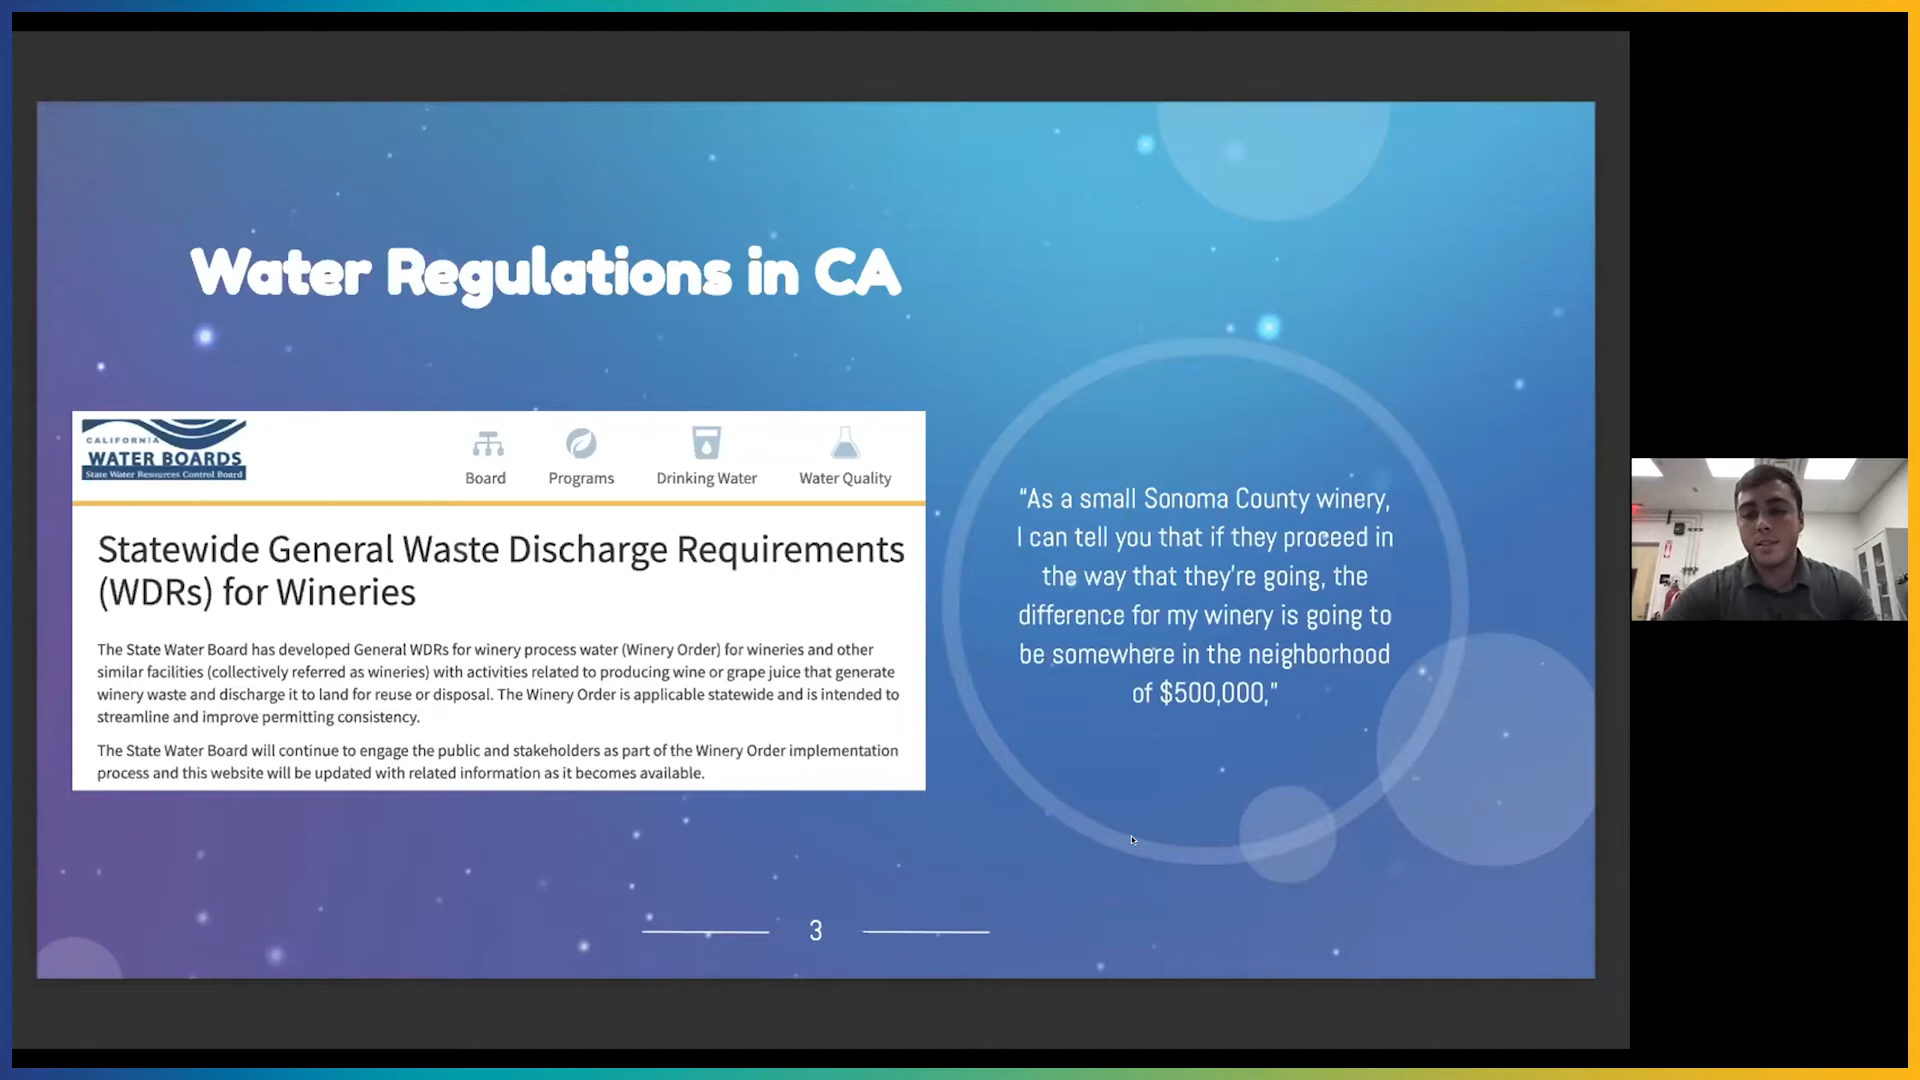 Water Regulations in CA
CALIFORNIA
WATER BOARDS
State Water Resources Control Board
Board
Programs
Drinking Water
Water Quality
Statewide General Waste Discharge Requirements
(WDRs) for Wineries
The State Water Board has developed General WDRs for winery process water (Winery Order) for wineries and other
similar facilities (collectively referred as wineries) with activities related to producing wine or grape juice that generate
winery waste and discharge it to land for reuse or disposal. The Winery Order is applicable statewide and is intended to
streamline and improve permitting consistency.
The State Water Board will continue to engage the public and stakeholders as part of the Winery Order implementation
process and this website will be updated with related information as it becomes available.
“As a small Sonoma County winery,
I can tell you that if they proceed in
the way that they’re going, the
difference for my winery is going to
be somewhere in the neighborhood
of $500,000,”
3